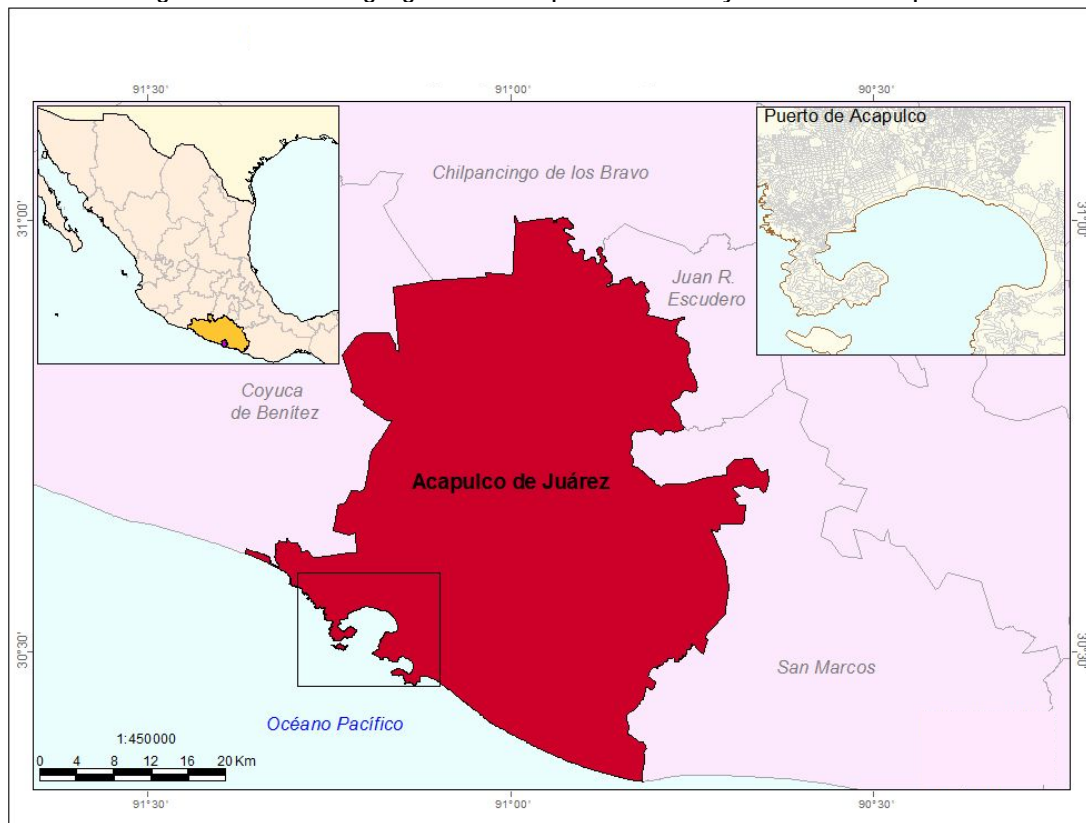 91°30'
91°00'
90°30'
Puerto de Acapulco
Chilpancingo de los Bravo
31°00'
31°00'
Juan R.
Escudero
Coyuca
de Benítez
Acapulco de Juárez
30°30'
30°30'
San Marcos
Océano Pacífico
1:450000
0 4 8 12 16 20 Km
91°30'
91°00'
90°30'